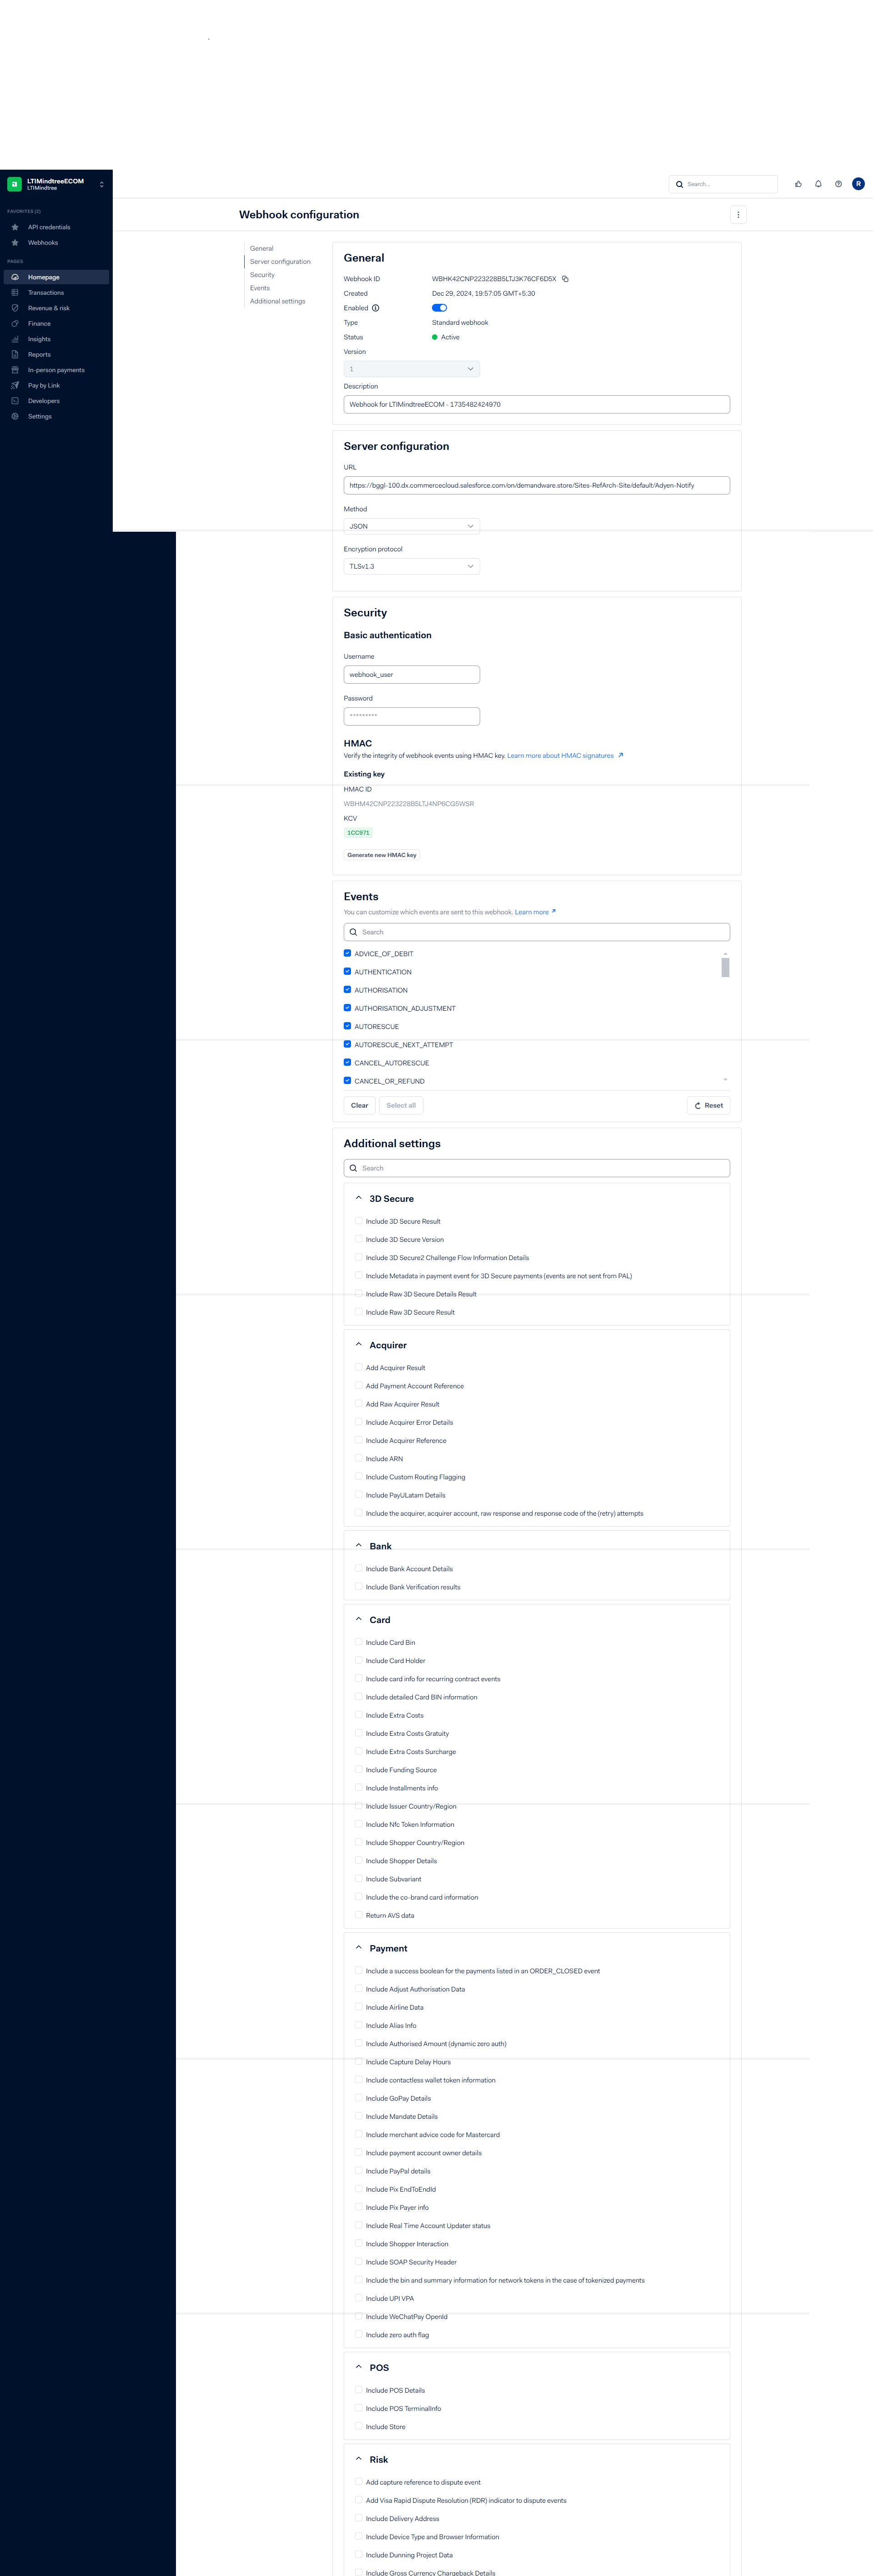 LTIMindtreeECOM
LTIMindtree
FAVORITES (2)
API credentials
Webhooks
PAGES
Homepage
Transactions
Revenue & risk
Finance
Insights
Reports
In-person payments
Pay by Link
Developers
Settings
Search...
R
Webhook configuration
General
Server configuration
Security
Events
Additional settings
General
Webhook ID WBHK42CNP223228B5LTJ3K76CF6D5X
Created Dec 29, 2024, 19:57:05 GMT+5:30
Enabled
Type Standard webhook
Status Active
Version
1
Description
Webhook for LTIMindtreeECOM - 1735482424970
Server configuration
URL
https://bggl-100.dx.commercecloud.salesforce.com/on/demandware.store/Sites-RefArch-Site/default/Adyen-Notify
Method
JSON
Encryption protocol
TLSv1.3
Security
Basic authentication
Username
webhook_user
Password
*********
HMAC
Verify the integrity of webhook events using HMAC key. Learn more about HMAC signatures
Existing key
HMAC ID
WBHM42CNP223228B5LTJ4NP6CG5WSR
KCV
1CC971
Generate new HMAC key
Events
You can customize which events are sent to this webhook. Learn more
Search
ADVICE_OF_DEBIT
AUTHENTICATION
AUTHORISATION
AUTHORISATION_ADJUSTMENT
AUTORESCUE
AUTORESCUE_NEXT_ATTEMPT
CANCEL_AUTORESCUE
CANCEL_OR_REFUND
Clear Select all Reset
Additional settings
Search
3D Secure
Include 3D Secure Result
Include 3D Secure Version
Include 3D Secure2 Challenge Flow Information Details
Include Metadata in payment event for 3D Secure payments (events are not sent from PAL)
Include Raw 3D Secure Details Result
Include Raw 3D Secure Result
Acquirer
Add Acquirer Result
Add Payment Account Reference
Add Raw Acquirer Result
Include Acquirer Error Details
Include Acquirer Reference
Include ARN
Include Custom Routing Flagging
Include PayULatam Details
Include the acquirer, acquirer account, raw response and response code of the (retry) attempts
Bank
Include Bank Account Details
Include Bank Verification results
Card
Include Card Bin
Include Card Holder
Include card info for recurring contract events
Include detailed Card BIN information
Include Extra Costs
Include Extra Costs Gratuity
Include Extra Costs Surcharge
Include Funding Source
Include Installments info
Include Issuer Country/Region
Include Nfc Token Information
Include Shopper Country/Region
Include Shopper Details
Include Subvariant
Include the co-brand card information
Return AVS data
Payment
Include a success boolean for the payments listed in an ORDER_CLOSED event
Include Adjust Authorisation Data
Include Airline Data
Include Alias Info
Include Authorised Amount (dynamic zero auth)
Include Capture Delay Hours
Include contactless wallet token information
Include GoPay Details
Include Mandate Details
Include merchant advice code for Mastercard
Include payment account owner details
Include PayPal details
Include Pix EndToEndId
Include Pix Payer info
Include Real Time Account Updater status
Include Shopper Interaction
Include SOAP Security Header
Include the bin and summary information for network tokens in the case of tokenized payments
Include UPI VPA
Include WeChatPay OpenId
Include zero auth flag
POS
Include POS Details
Include POS TerminalInfo
Include Store
Risk
Add capture reference to dispute event
Add Visa Rapid Dispute Resolution (RDR) indicator to dispute events
Include Delivery Address
Include Device Type and Browser Information
Include Dunning Project Data
Include Gross Currency Chargeback Details